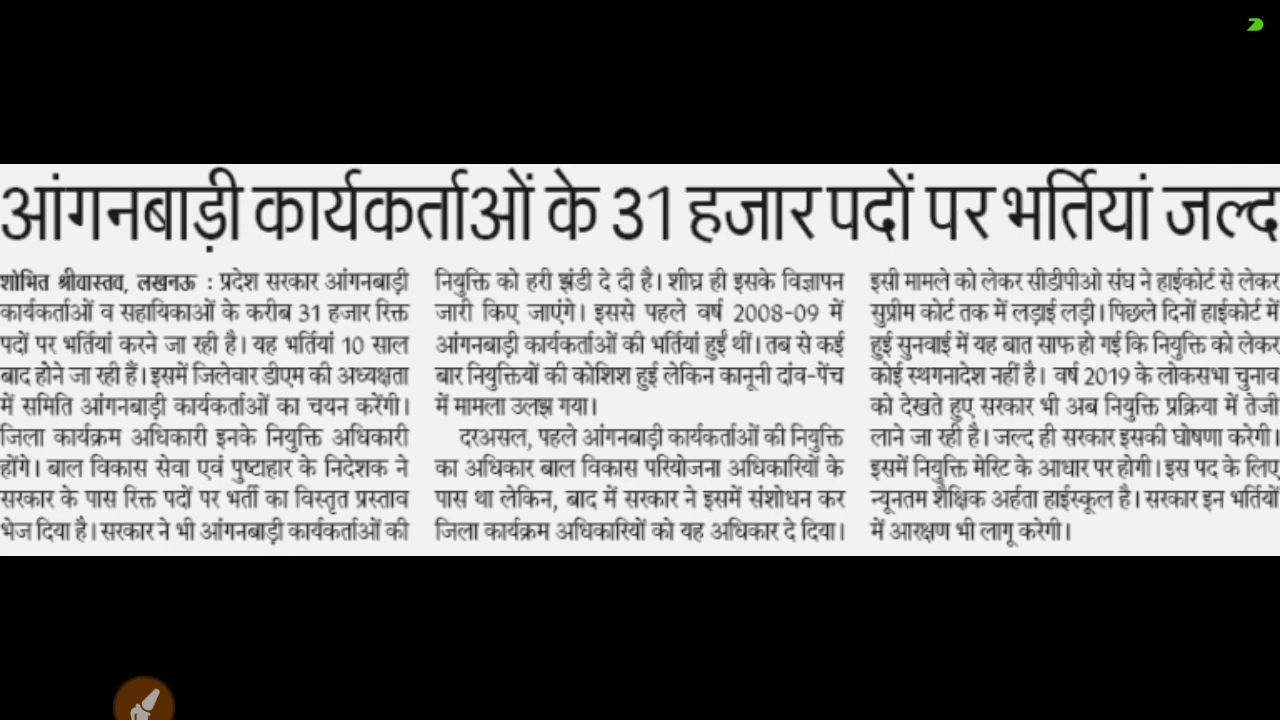 आंगनबाड़ी कार्यकर्ताओं के 31 हजार पदों पर भर्तियां जल्द
शोभित श्रीवास्तव, लखनऊ : प्रदेश सरकार आंगनबाड़ी
कार्यकर्ताओं व सहायिकाओं के करीब 31 हजार रिक्त
पदों पर भर्तियां करने जा रही है। यह भर्तियां 10 साल
बाद होने जा रही हैं। इसमें जिलेवार डीएम की अध्यक्षता
में समिति आंगनबाड़ी कार्यकर्ताओं का चयन करेंगी।
जिला कार्यक्रम अधिकारी इनके नियुक्ति अधिकारी
होंगे। बाल विकास सेवा एवं पुष्टाहार के निदेशक ने
सरकार के पास रिक्त पदों पर भर्ती का विस्तृत प्रस्ताव
भेज दिया है। सरकार ने भी आंगनबाड़ी कार्यकर्ताओं की
नियुक्ति को हरी झंडी दे दी है। शीघ्र ही इसके विज्ञापन
जारी किए जाएंगे। इससे पहले वर्ष 2008-09 में
आंगनबाड़ी कार्यकर्ताओं की भर्तियां हुईं थीं। तब से कई
बार नियुक्तियों की कोशिश हुई लेकिन कानूनी दांव-पेंच
में मामला उलझ गया।
दरअसल, पहले आंगनबाड़ी कार्यकर्ताओं की नियुक्ति
का अधिकार बाल विकास परियोजना अधिकारियों के
पास था लेकिन, बाद में सरकार ने इसमें संशोधन कर
जिला कार्यक्रम अधिकारियों को यह अधिकार दे दिया।
इसी मामले को लेकर सीडीपीओ संघ ने हाईकोर्ट से लेकर
सुप्रीम कोर्ट तक में लड़ाई लड़ी। पिछले दिनों हाईकोर्ट में
हुई सुनवाई में यह बात साफ हो गई कि नियुक्ति को लेकर
कोई स्थगनादेश नहीं है। वर्ष 2019 के लोकसभा चुनाव
को देखते हुए सरकार भी अब नियुक्ति प्रक्रिया में तेजी
लाने जा रही है। जल्द ही सरकार इसकी घोषणा करेगी।
इसमें नियुक्ति मेरिट के आधार पर होगी। इस पद के लिए
न्यूनतम शैक्षिक अर्हता हाईस्कूल है। सरकार इन भर्तियों
में आरक्षण भी लागू करेगी।